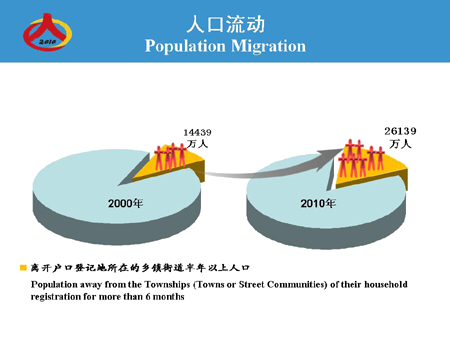 2010
人口流动
Population Migration
14439
万人
26139
万人
2000年
2010年
离开户口登记地所在的乡镇街道半年以上人口
Population away from the Townships (Towns or Street Communities) of their household
registration for more than 6 months